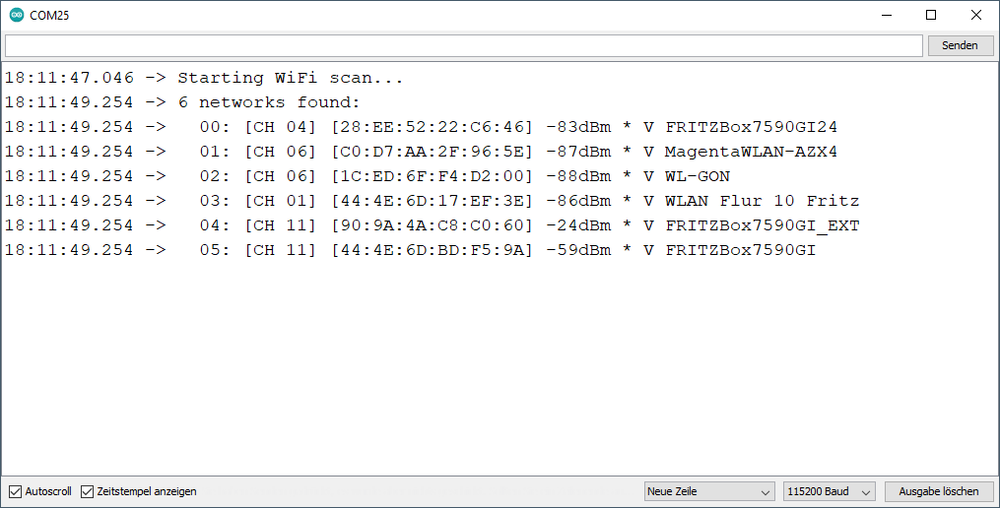 COM25
Senden
18:11:47.046 -> Starting WiFi scan...
18:11:49.254 -> 6 networks found:
18:11:49.254 ->   00: [CH 04] [28:EE:52:22:C6:46] -83dBm * V FRITZBox7590GI24
18:11:49.254 ->   01: [CH 06] [C0:D7:AA:2F:96:5E] -87dBm * V MagentaWLAN-AZX4
18:11:49.254 ->   02: [CH 06] [1C:ED:6F:F4:D2:00] -88dBm * V WL-GON
18:11:49.254 ->   03: [CH 01] [44:4E:6D:17:EF:3E] -86dBm * V WLAN Flur 10 Fritz
18:11:49.254 ->   04: [CH 11] [90:9A:4A:C8:C0:60] -24dBm * V FRITZBox7590GI_EXT
18:11:49.254 ->   05: [CH 11] [44:4E:6D:BD:F5:9A] -59dBm * V FRITZBox7590GI
Autoscroll Zeitstempel anzeigen Neue Zeile 115200 Baud Ausgabe löschen